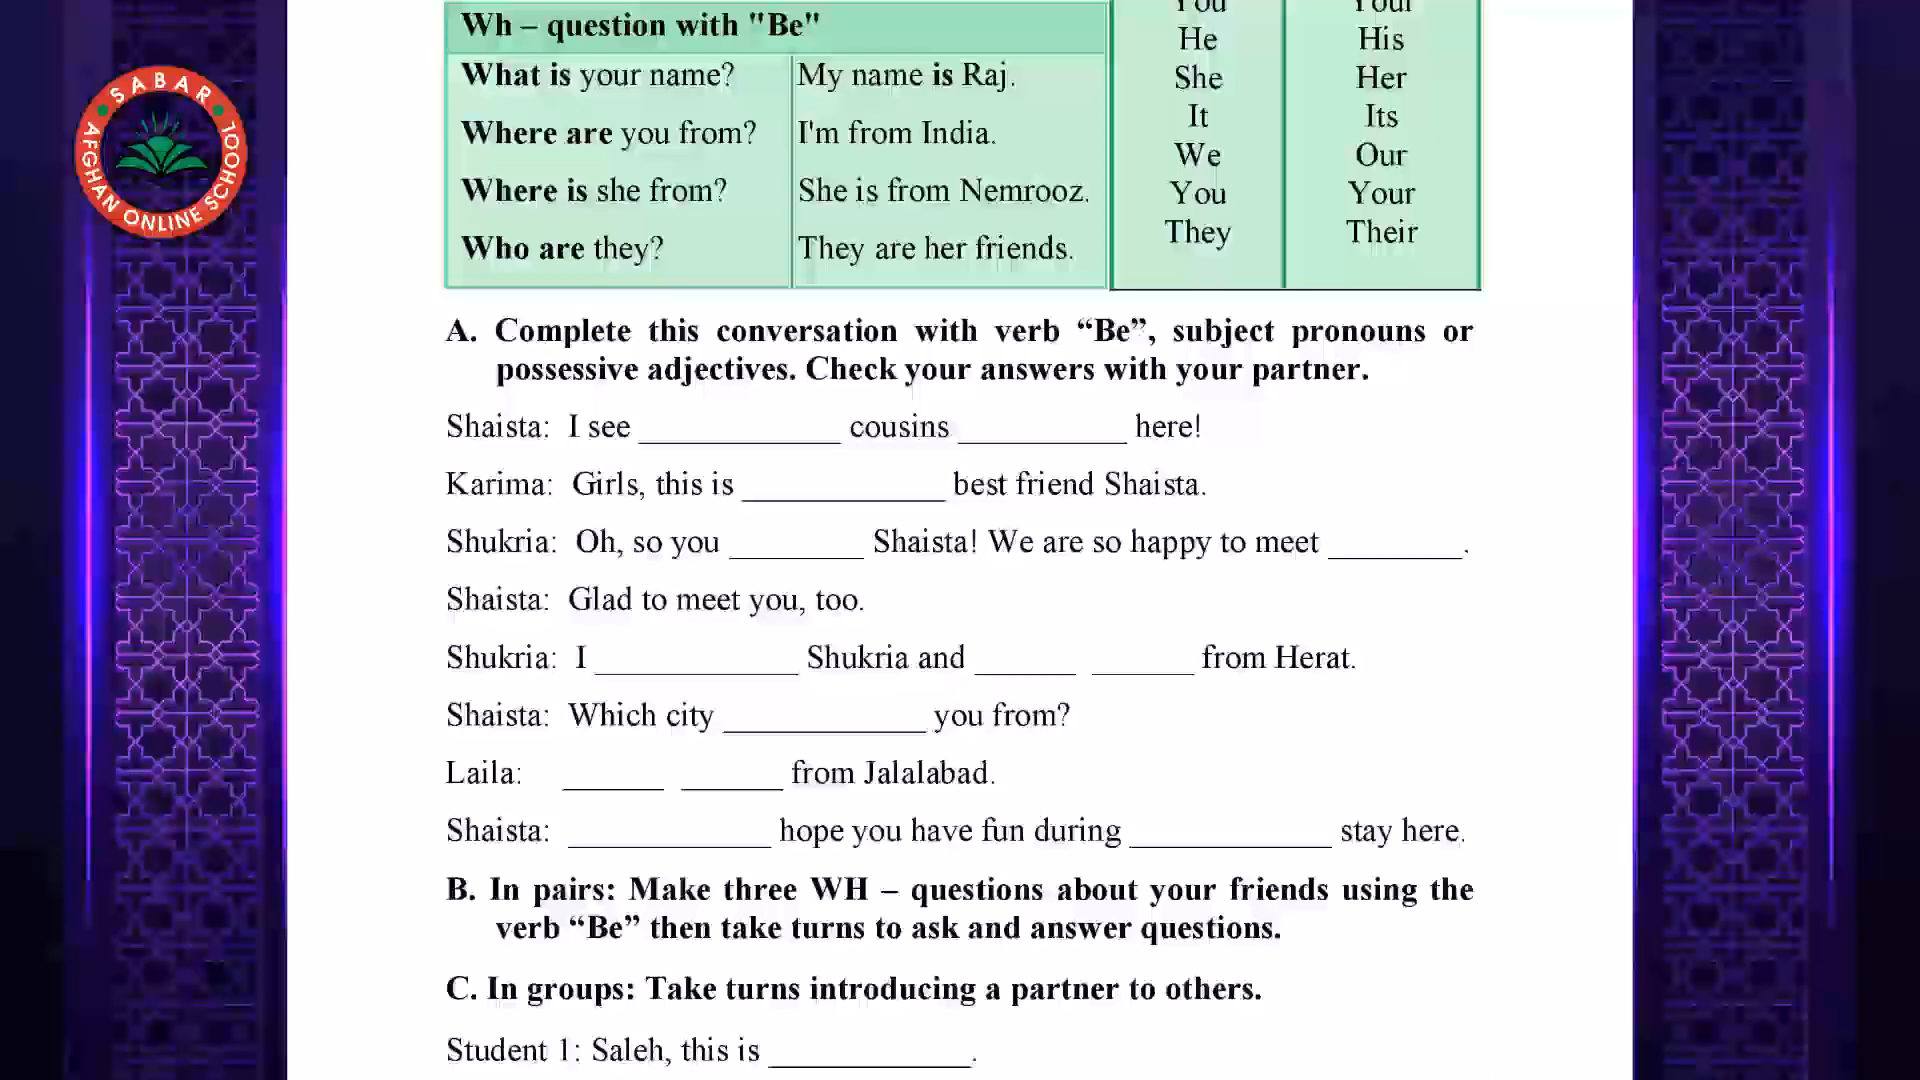 SABAR
AFGHAN ONLINE SCHOOL
Wh – question with "Be"
What is your name? My name is Raj.
Where are you from? I'm from India.
Where is she from? She is from Nemrooz.
Who are they? They are her friends.
You Your
He His
She Her
It Its
We Our
You Your
They Their
A. Complete this conversation with verb “Be”, subject pronouns or
possessive adjectives. Check your answers with your partner.
Shaista: I see ____________ cousins __________ here!
Karima: Girls, this is ____________ best friend Shaista.
Shukria: Oh, so you ________ Shaista! We are so happy to meet ________.
Shaista: Glad to meet you, too.
Shukria: I ____________ Shukria and ______ ______ from Herat.
Shaista: Which city ____________ you from?
Laila: ______ ______ from Jalalabad.
Shaista: ____________ hope you have fun during ____________ stay here.
B. In pairs: Make three WH – questions about your friends using the
verb “Be” then take turns to ask and answer questions.
C. In groups: Take turns introducing a partner to others.
Student 1: Saleh, this is ____________.